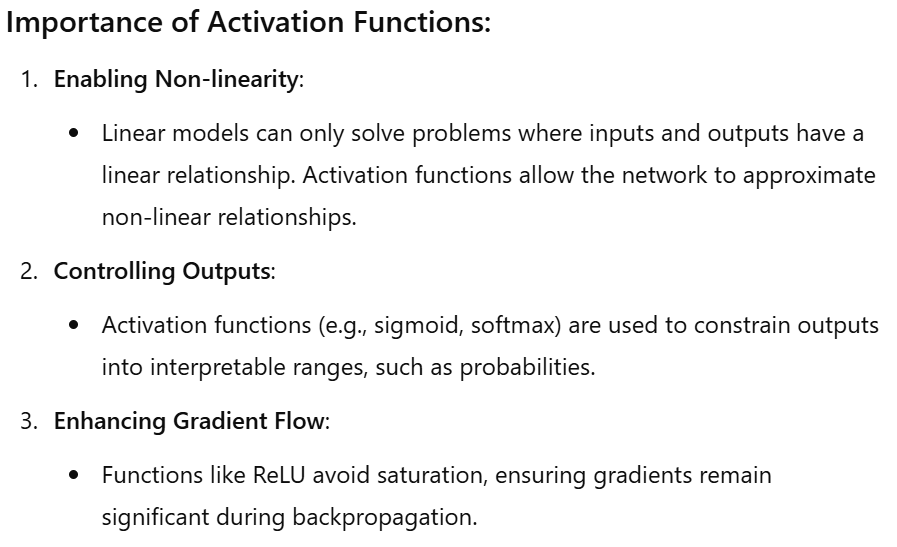 Importance of Activation Functions:
1. Enabling Non-linearity:
• Linear models can only solve problems where inputs and outputs have a
linear relationship. Activation functions allow the network to approximate
non-linear relationships.
2. Controlling Outputs:
• Activation functions (e.g., sigmoid, softmax) are used to constrain outputs
into interpretable ranges, such as probabilities.
3. Enhancing Gradient Flow:
• Functions like ReLU avoid saturation, ensuring gradients remain
significant during backpropagation.